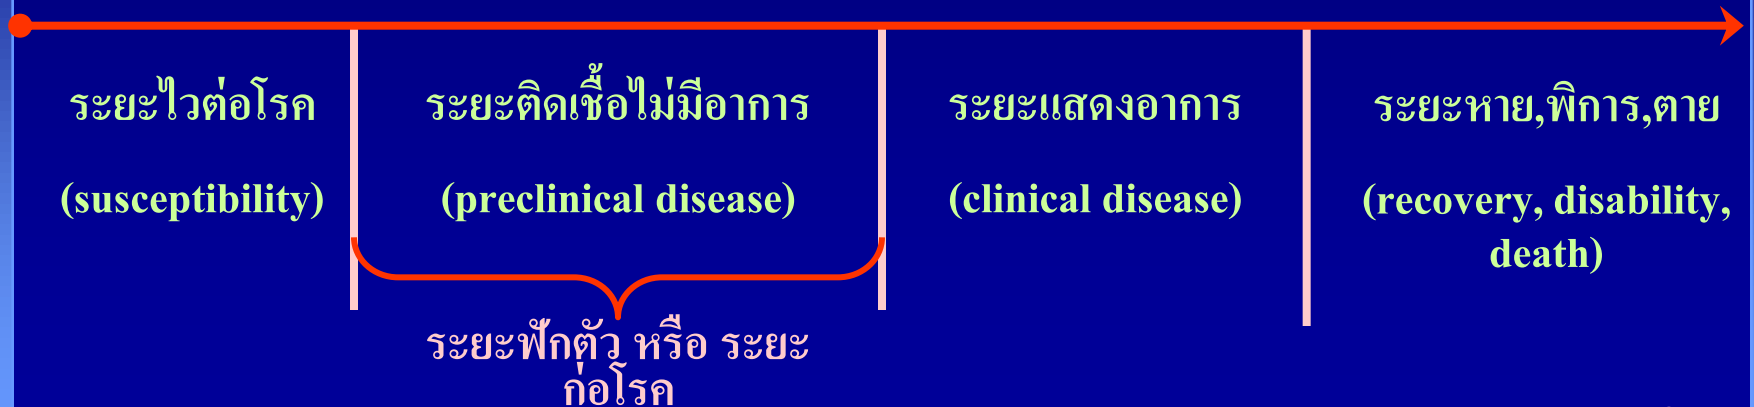 ระยะไวต่อโรค
(susceptibility)
ระยะติดเชื้อไม่มีอาการ
(preclinical disease)
ระยะแสดงอาการ
(clinical disease)
ระยะหาย,พิการ,ตาย
(recovery, disability,
death)
ระยะฟักตัว หรือ ระยะ
ก่อโรค